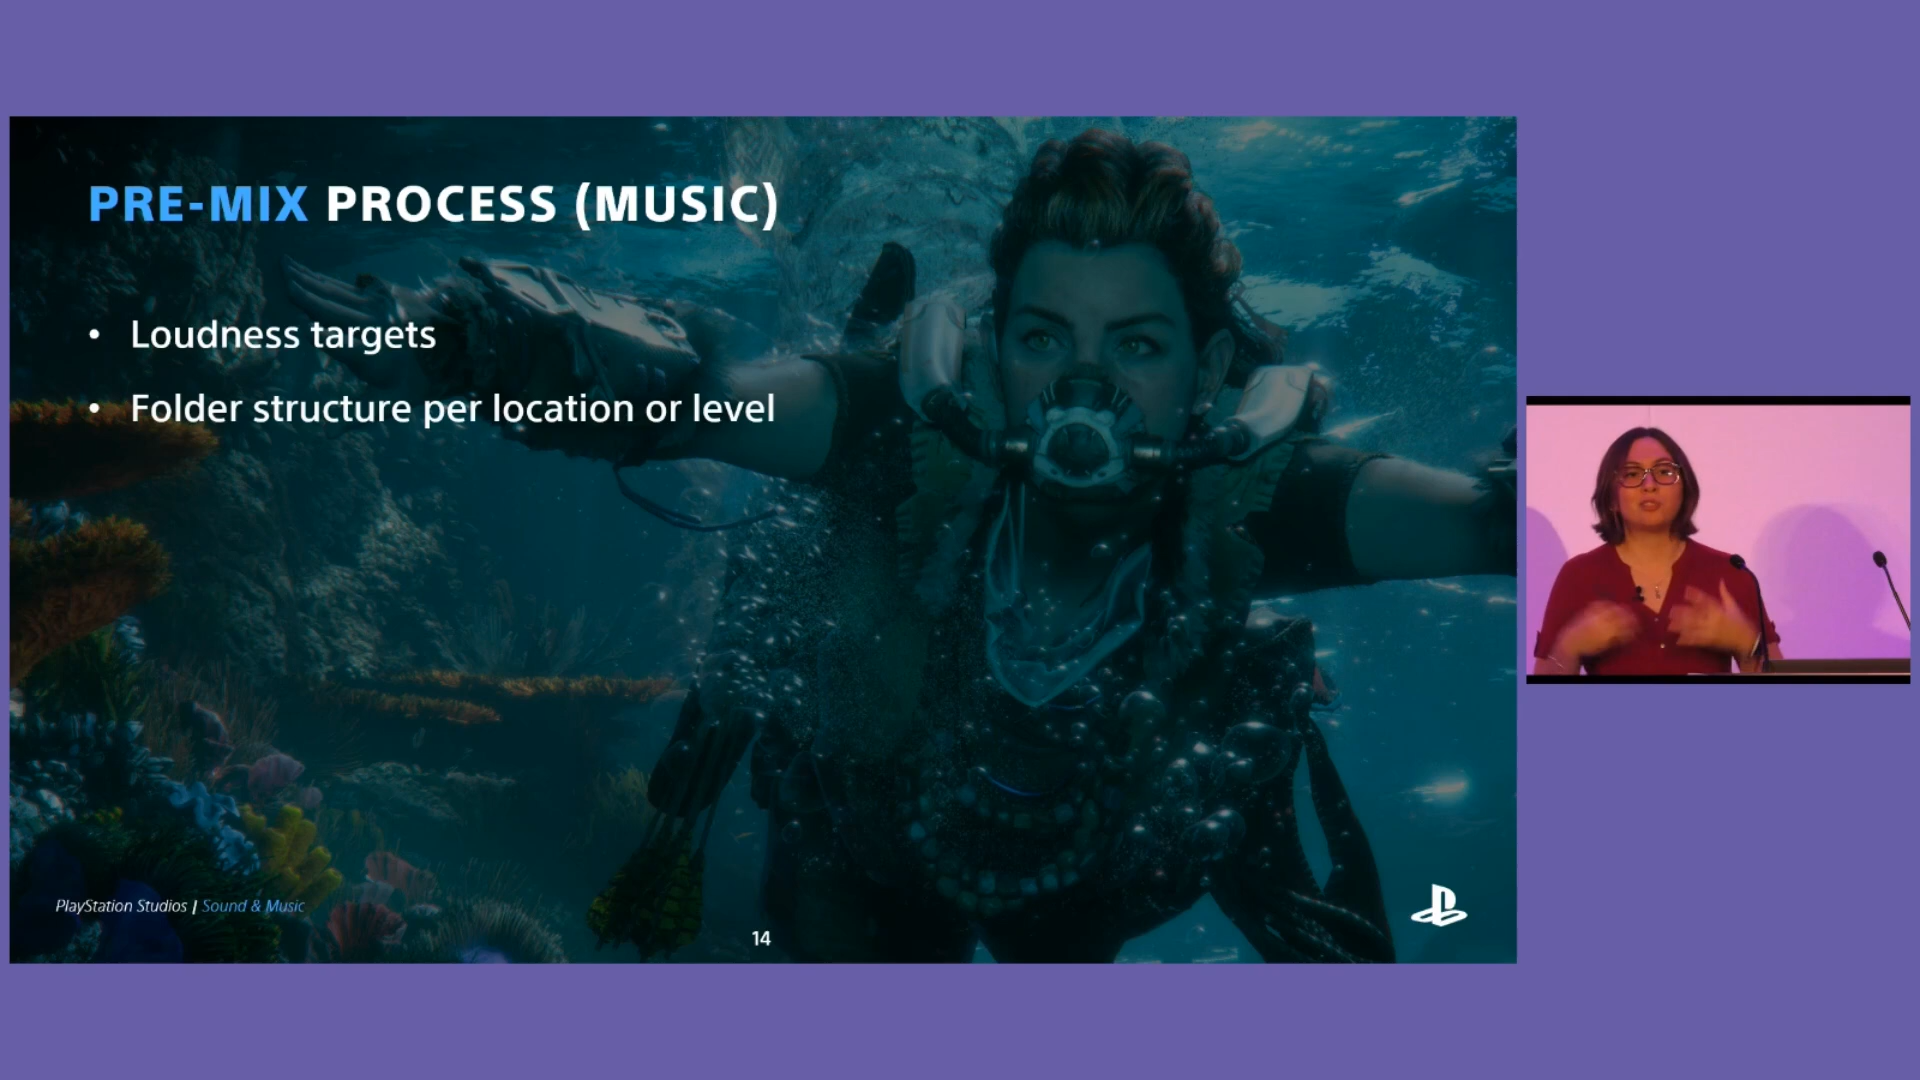 PRE-MIX PROCESS (MUSIC)
• Loudness targets
• Folder structure per location or level
PlayStation Studios | Sound & Music
14